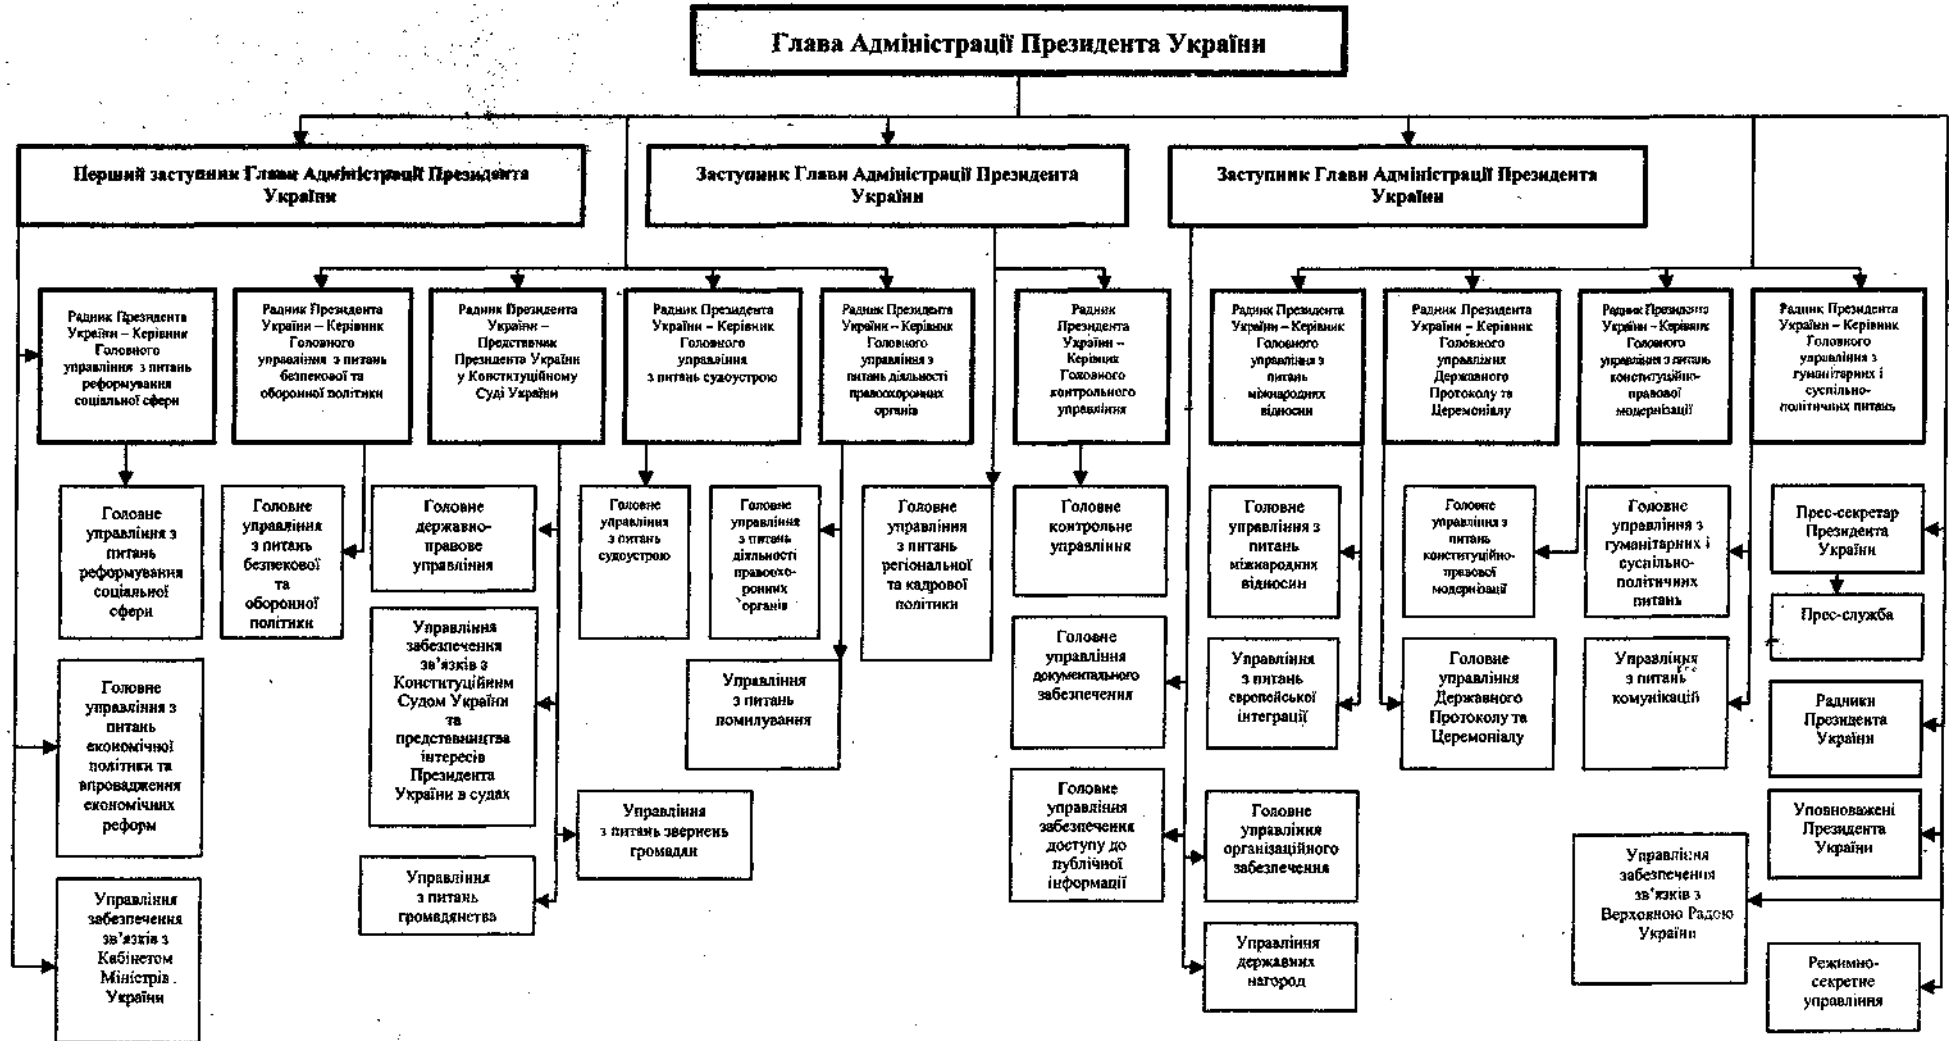 Глава Адміністрації Президента України
Перший заступник Глави Адміністрації Президента
України
Заступник Глави Адміністрації Президента
України
Заступник Глави Адміністрації Президента
України
Радник Президента
України – Керівник
Головного
управління з питань
реформування
соціальної сфери
Радник Президента
України – Керівник
Головного
управління з питань
безпекової та
оборонної політики
Радник Президента
України –
Представник
Президента України
у Конституційному
Суді України
Радник Президента
України – Керівник
Головного
управління
з питань судоустрою
Радник Президента
України – Керівник
Головного
управління з
питань діяльності
правоохоронних
органів
Радник
Президента
України –
Керівник
Головного
контрольного
управління
Радник Президента
України – Керівник
Головного
управління з
питань
міжнародних
відносин
Радник Президента
України – Керівник
Головного
управління
Державного
Протоколу та
Церемоніалу
Радник Президента
України – Керівник
Головного
управління з питань
конституційно-
правової
модернізації
Радник Президента
України – Керівник
Головного
управління з
гуманітарних і
суспільно-
політичних питань
Головне
управління з
питань
реформування
соціальної
сфери
Головне
управління
з питань
безпекової
та
оборонної
політики
Головне
державно-
правове
управління
Головне
управління
з питань
судоустрою
Головне
управління
з питань
діяльності
правоохо-
ронних
органів
Головне
управління
з питань
регіональної
та кадрової
політики
Головне
контрольне
управління
Головне
управління з
питань
міжнародних
відносин
Головне
управління з
питань
конституційно-
правової
модернізації
Головне
управління з
гуманітарних і
суспільно-
політичних
питань
Прес-секретар
Президента
України
Прес-служба
Головне
управління з
питань
економічної
політики та
впровадження
економічних
реформ
Управління
забезпечення
зв’язків з
Конституційним
Судом України
та
представництва
інтересів
Президента
України в судах
Управління
з питань
помилування
Головне
управління
документального
забезпечення
Управління
з питань
європейської
інтеграції
Головне
управління
Державного
Протоколу та
Церемоніалу
Управління
з питань
комунікацій
Радники
Президента
України
Управління
з питань звернень
громадян
Головне
управління
забезпечення
доступу до
публічної
інформації
Головне
управління
організаційного
забезпечення
Уповноважені
Президента
України
Управління
забезпечення
зв’язків з
Верховною Радою
України
Управління
з питань
громадянства
Управління
забезпечення
зв’язків з
Кабінетом
Міністрів
України
Управління
державних
нагород
Режимно-
секретне
управління